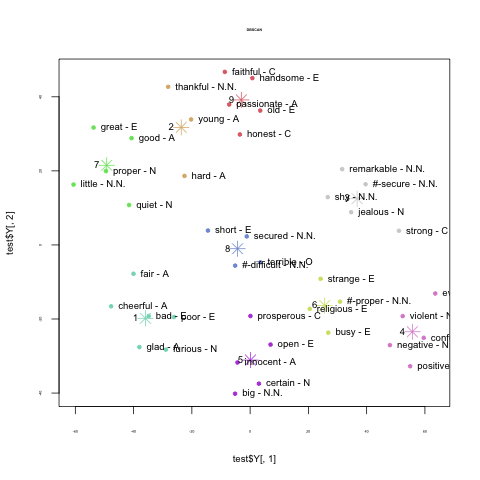 DBSCAN
faithful - C
handsome - E
thankful - N.N.
9
passionate - A
old - E
young - A
2
great - E
good - A
honest - C
7
proper - N
remarkable - N.N.
hard - A
little - N.N.
#-secure - N.N.
shy - N.N.
quiet - N
jealous - N
short - E
strong - C
secured - N.N.
8
terrible - O
#-difficult - N.N.
fair - A
strange - E
#-proper - N.N.
6
religious - E
cheerful - A
1
bad - E
poor - E
prosperous - C
violent - N
busy - E
4
conf
open - E
negative - N
glad - A
furious - N
5
innocent - A
positive
certain - N
big - N.N.
test$Y[, 2]
test$Y[, 1]